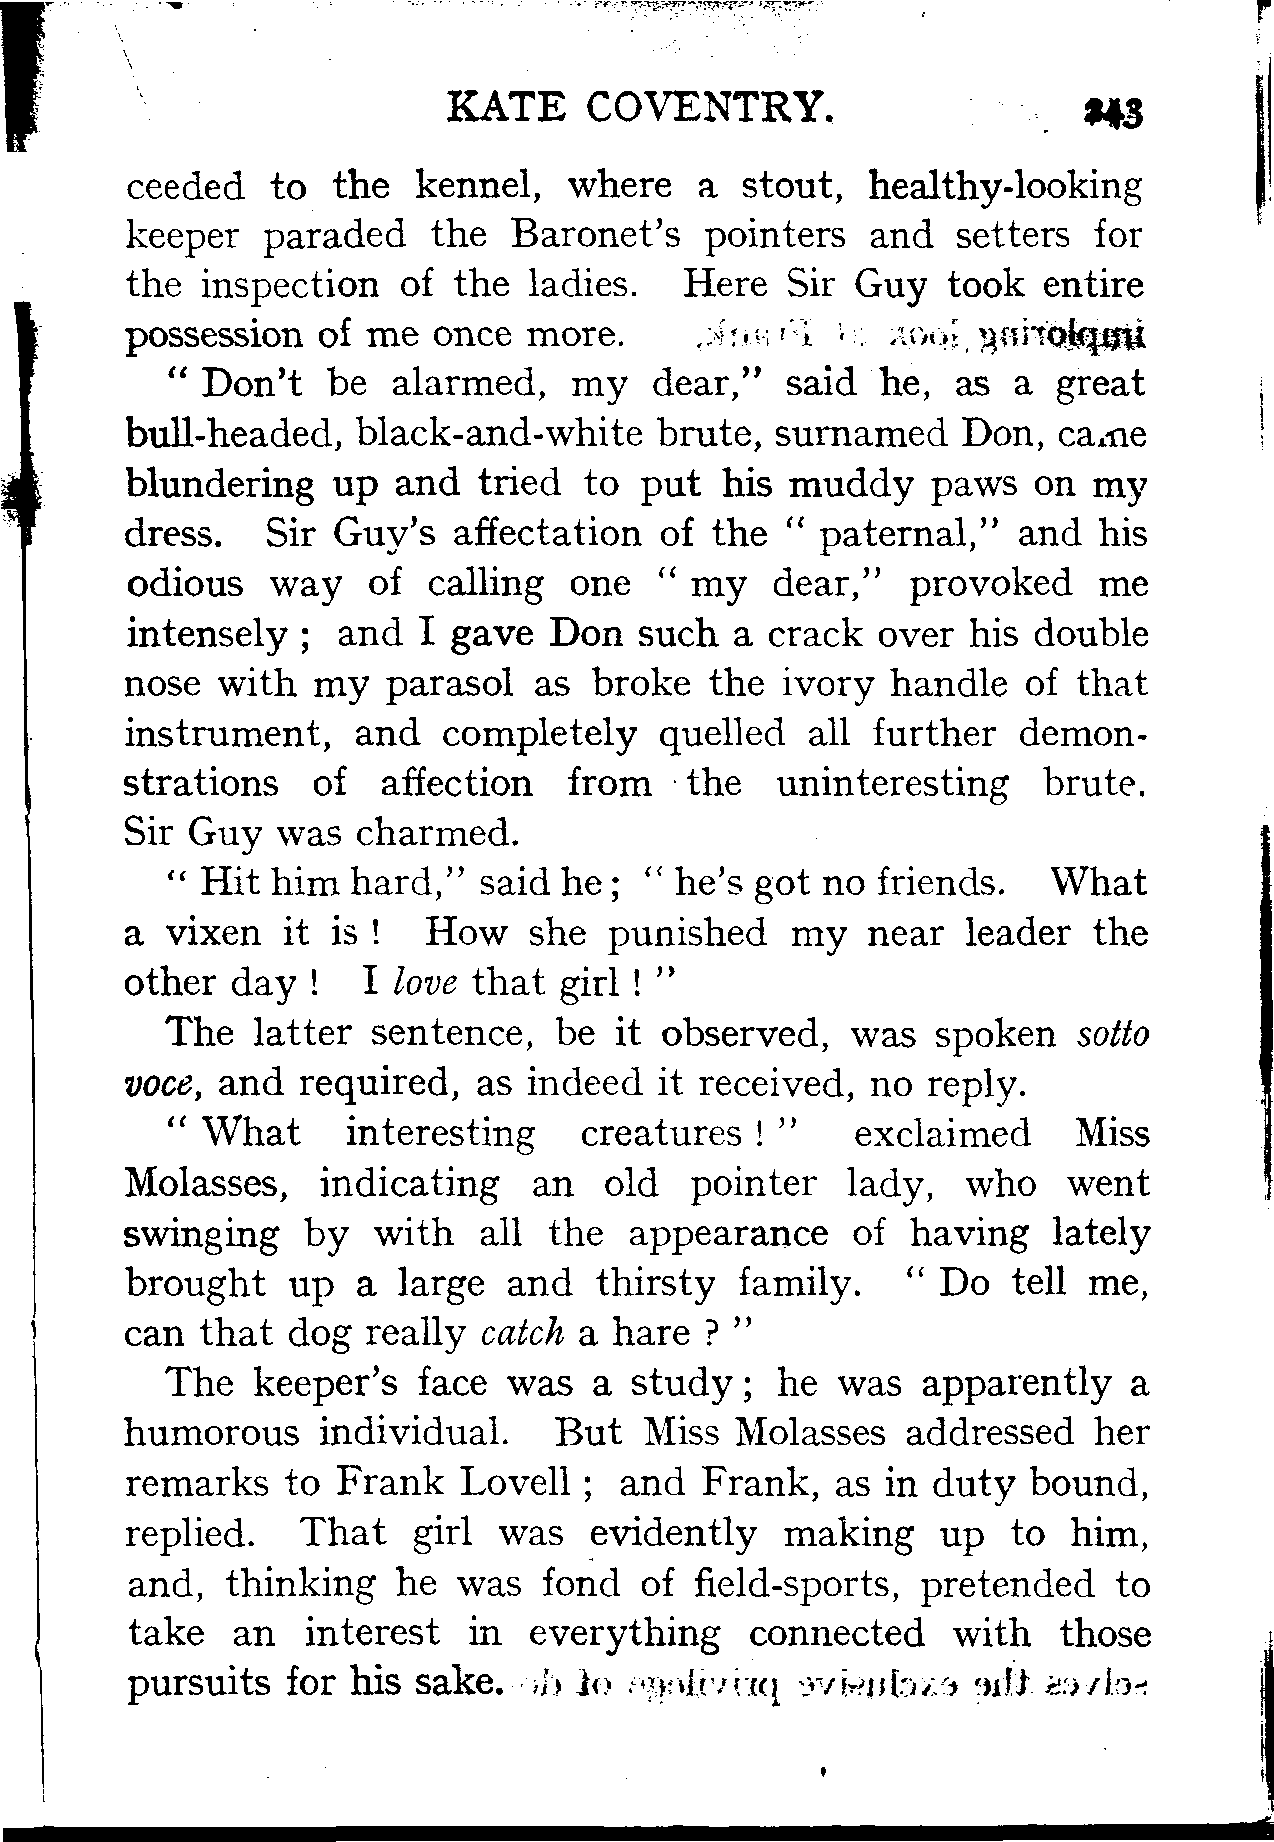 KATE COVENTRY. 243
ceeded to the kennel, where a stout, healthy-looking
keeper paraded the Baronet's pointers and setters for
the inspection of the ladies. Here Sir Guy took entire
possession of me once more.
" Don't be alarmed, my dear," said he, as a great
bull-headed, black-and-white brute, surnamed Don, came
blundering up and tried to put his muddy paws on my
dress. Sir Guy's affectation of the " paternal," and his
odious way of calling one " my dear," provoked me
intensely ; and I gave Don such a crack over his double
nose with my parasol as broke the ivory handle of that
instrument, and completely quelled all further demon-
strations of affection from the uninteresting brute.
Sir Guy was charmed.
" Hit him hard," said he ; " he's got no friends. What
a vixen it is ! How she punished my near leader the
other day ! I love that girl ! "
The latter sentence, be it observed, was spoken sotto
voce, and required, as indeed it received, no reply.
" What interesting creatures ! " exclaimed Miss
Molasses, indicating an old pointer lady, who went
swinging by with all the appearance of having lately
brought up a large and thirsty family. " Do tell me,
can that dog really catch a hare ? "
The keeper's face was a study ; he was apparently a
humorous individual. But Miss Molasses addressed her
remarks to Frank Lovell ; and Frank, as in duty bound,
replied. That girl was evidently making up to him,
and, thinking he was fond of field-sports, pretended to
take an interest in everything connected with those
pursuits for his sake.